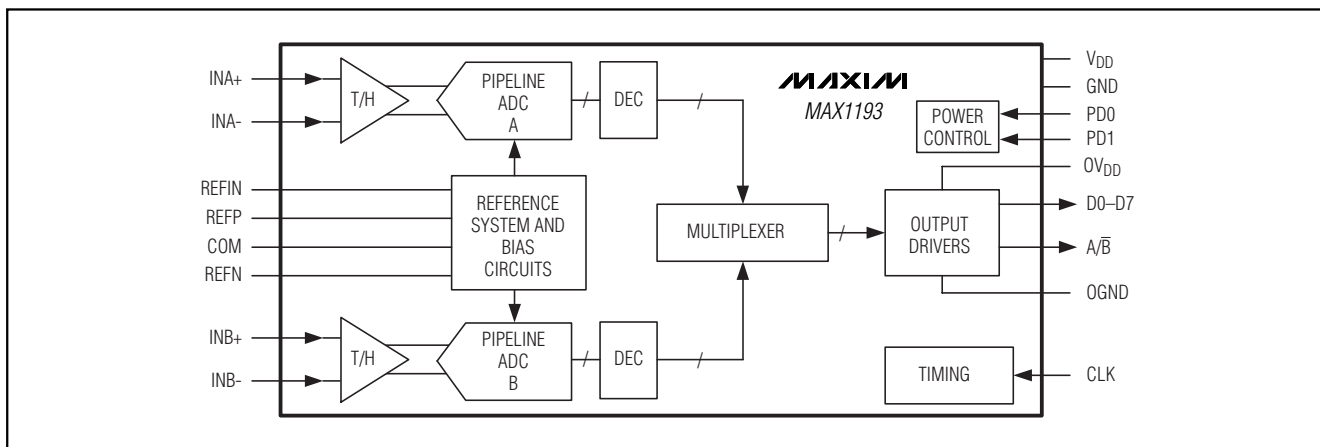 INA+
INA-
REFIN
REFP
COM
REFN
INB+
INB-
T/H
PIPELINE
ADC
A
DEC
REFERENCE
SYSTEM AND
BIAS
CIRCUITS
T/H
PIPELINE
ADC
B
DEC
MULTIPLEXER
MAXIM
MAX1193
POWER
CONTROL
OUTPUT
DRIVERS
TIMING
VDD
GND
PD0
PD1
OVDD
D0–D7
A/B̅
OGND
CLK